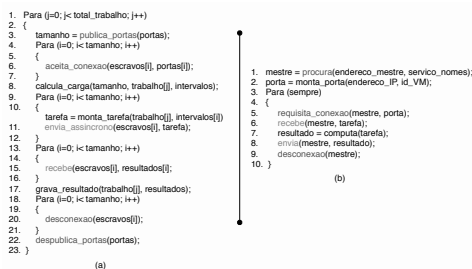 1. Para (j=0; j< total_trabalho; j++)
2. {
3. tamanho = publica_portas(portas);
4. Para (i=0; i< tamanho; i++)
5. {
6. aceita_conexao(escravos[i], portas[i]);
7. }
8. calcula_carga(tamanho, trabalho[j], intervalos);
9. Para (i=0; i< tamanho; i++)
10. {
tarefa = monta_tarefa(trabalho[j], intervalos[i])
11. envia_assincrono(escravos[i], tarefa);
12. }
13. Para (i=0; i< tamanho; i++)
14. {
15. recebe(escravos[i], resultados[i]);
16. }
17. grava_resultado(trabalho[j], resultados);
18. Para (i=0; i< tamanho; i++)
19. {
20. desconexao(escravos[i]);
21. }
22. despublica_portas(portas);
23. }
(a)
1. mestre = procura(endereco_mestre, servico_nomes);
2. porta = monta_porta(endereco_IP, id_VM);
3. Para (sempre)
4. {
5. requisita_conexao(mestre, porta);
6. recebe(mestre, tarefa);
7. resultado = computa(tarefa);
8. envia(mestre, resultado);
9. desconexao(mestre);
10. }
(b)